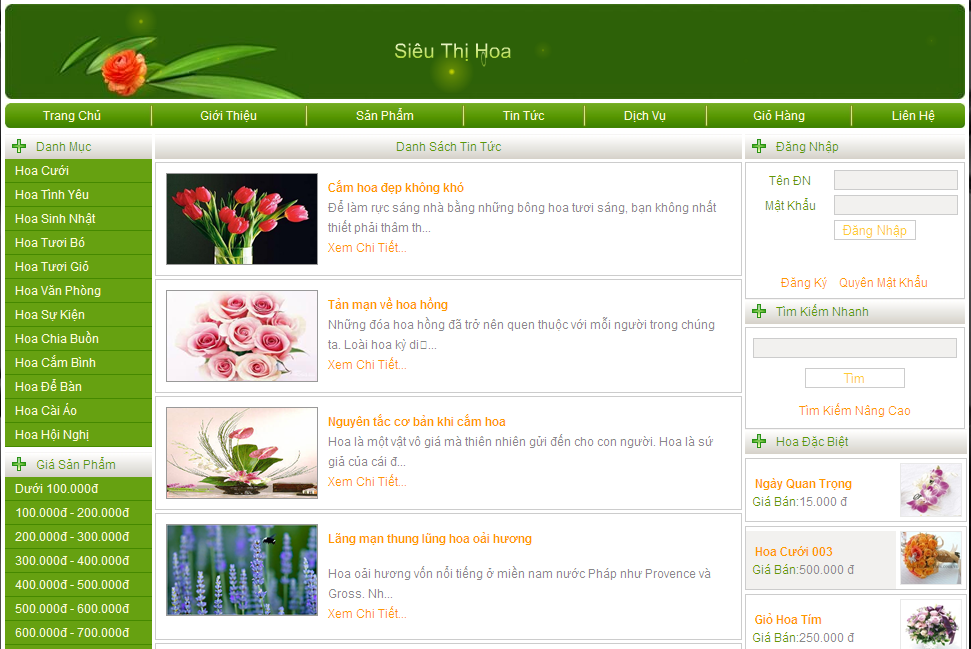 Siêu Thị Hoa
Trang Chủ Giới Thiệu Sản Phẩm Tin Tức Dịch Vụ Giỏ Hàng Liên Hệ
Danh Mục
Hoa Cưới
Hoa Tình Yêu
Hoa Sinh Nhật
Hoa Tươi Bó
Hoa Tươi Giỏ
Hoa Văn Phòng
Hoa Sự Kiện
Hoa Chia Buồn
Hoa Cắm Bình
Hoa Để Bàn
Hoa Cài Áo
Hoa Hội Nghị
Giá Sản Phẩm
Dưới 100.000đ
100.000đ - 200.000đ
200.000đ - 300.000đ
300.000đ - 400.000đ
400.000đ - 500.000đ
500.000đ - 600.000đ
600.000đ - 700.000đ
Danh Sách Tin Tức
Cắm hoa đẹp không khó
Để làm rực sáng nhà bằng những bông hoa tươi sáng, bạn không nhất
thiết phải thâm th...
Xem Chi Tiết...
Tản mạn về hoa hồng
Những đóa hoa hồng đã trở nên quen thuộc với mỗi người trong chúng
ta. Loài hoa kỳ di...
Xem Chi Tiết...
Nguyên tắc cơ bản khi cắm hoa
Hoa là một vật vô giá mà thiên nhiên gửi đến cho con người. Hoa là sứ
giả của cái đ...
Xem Chi Tiết...
Lãng mạn thung lũng hoa oải hương
Hoa oải hương vốn nổi tiếng ở miền nam nước Pháp như Provence và
Gross. Nh...
Xem Chi Tiết...
Đăng Nhập
Tên ĐN
Mật Khẩu
Đăng Nhập
Đăng Ký Quyên Mật Khẩu
Tìm Kiếm Nhanh
Tìm
Tìm Kiếm Nâng Cao
Hoa Đặc Biệt
Ngày Quan Trọng
Giá Bán:15.000 đ
Hoa Cưới 003
Giá Bán:500.000 đ
Giỏ Hoa Tím
Giá Bán:250.000 đ